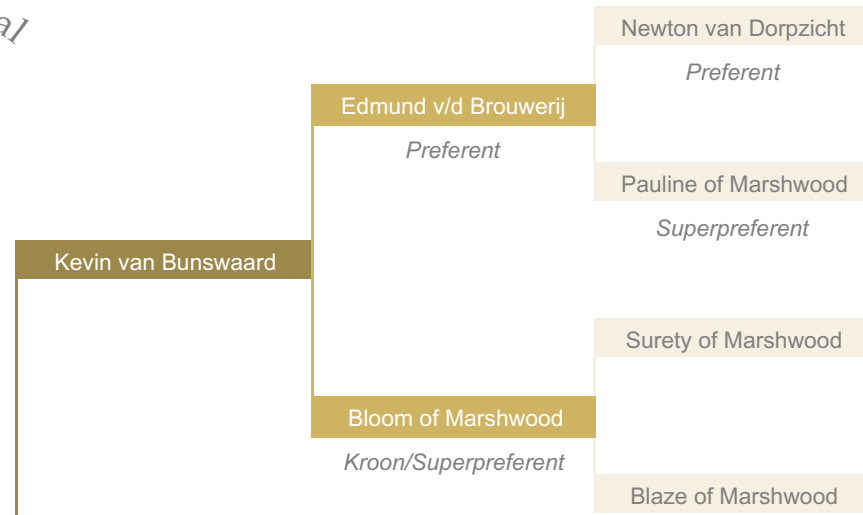 al
Newton van Dorpzicht
Preferent
Edmund v/d Brouwerij
Preferent
Pauline of Marshwood
Superpreferent
Kevin van Bunswaard
Surety of Marshwood
Bloom of Marshwood
Kroon/Superpreferent
Blaze of Marshwood